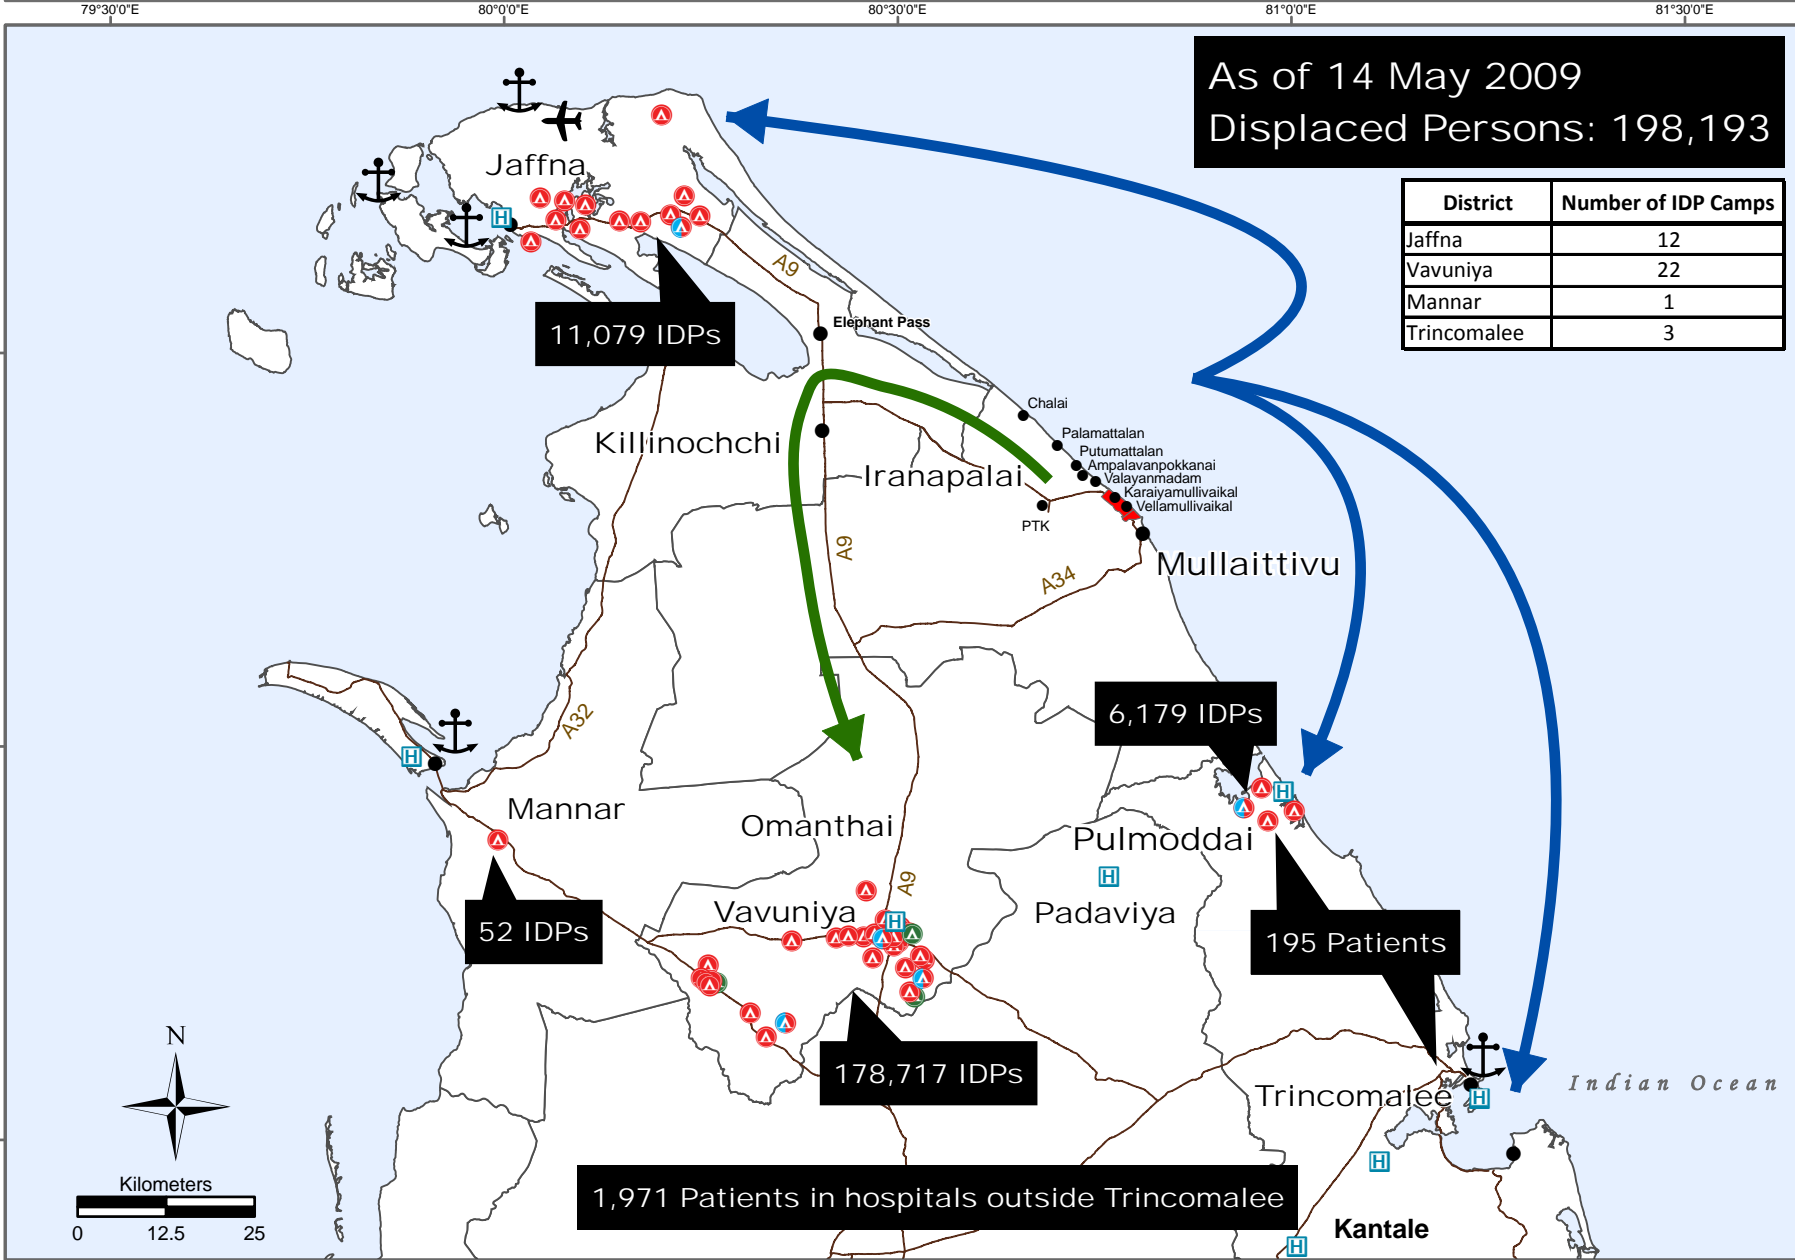 79°30'0"E
80°0'0"E
80°30'0"E
81°0'0"E
81°30'0"E
As of 14 May 2009
Displaced Persons: 198,193
District Number of IDP Camps
Jaffna 12
Vavuniya 22
Mannar 1
Trincomalee 3
Jaffna
H
A9
11,079 IDPs
Elephant Pass
Chalai
Killinochchi
Palamattalan
Putumattalan
Iranapalai
Ampalavanpokkanai
Valayanmadam
Karaiyamullivaikal
Vellamullivaikal
PTK
A9
Mullaittivu
A34
A32
6,179 IDPs
H
H
Mannar
Omanthai
Pulmoddai
H
A9
Vavuniya
H
Padaviya
52 IDPs
195 Patients
178,717 IDPs
N
Trincomalee
H
Indian Ocean
H
Kilometers
0 12.5 25
1,971 Patients in hospitals outside Trincomalee
Kantale
H